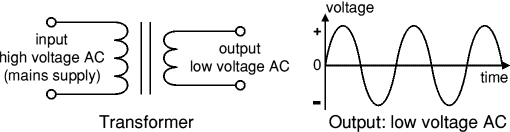 input
high voltage AC
(mains supply)
output
low voltage AC
Transformer
voltage
+
0
-
time
Output: low voltage AC